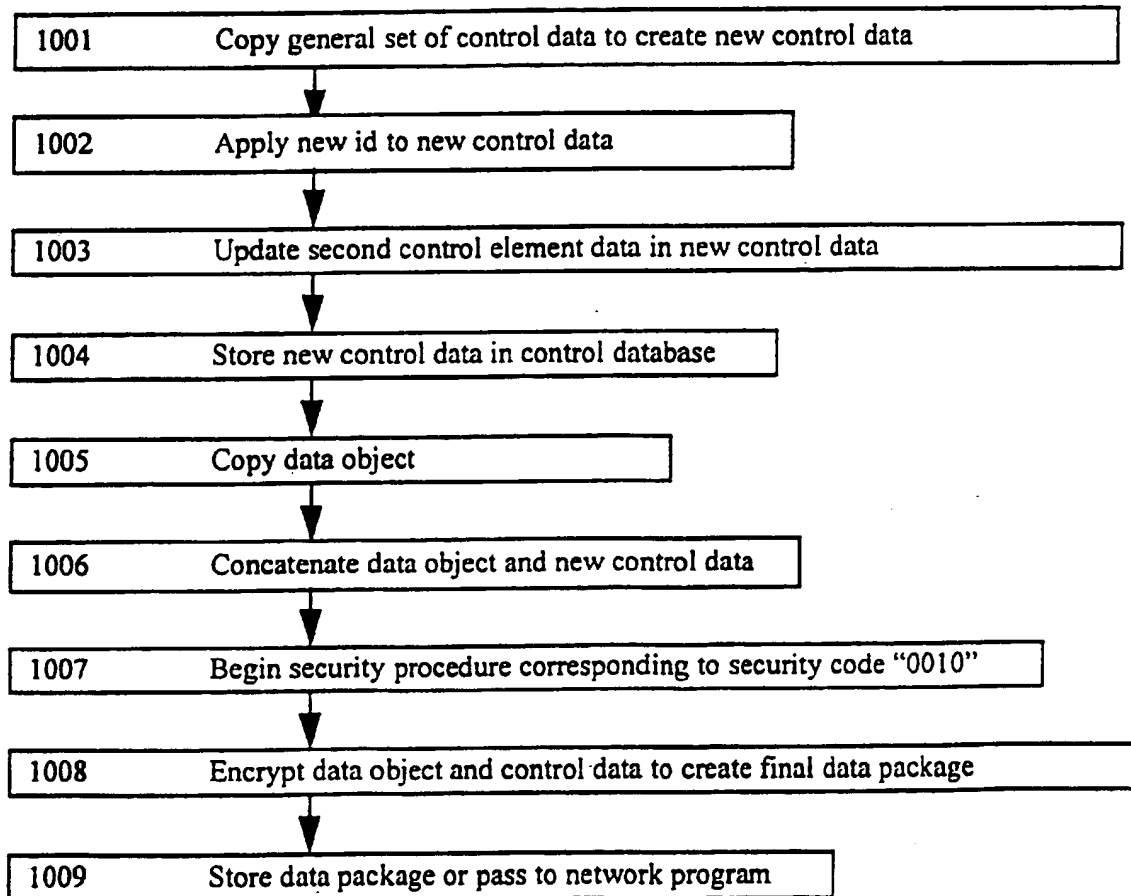 1001 Copy general set of control data to create new control data
1002 Apply new id to new control data
1003 Update second control element data in new control data
1004 Store new control data in control database
1005 Copy data object
1006 Concatenate data object and new control data
1007 Begin security procedure corresponding to security code “0010”
1008 Encrypt data object and control data to create final data package
1009 Store data package or pass to network program